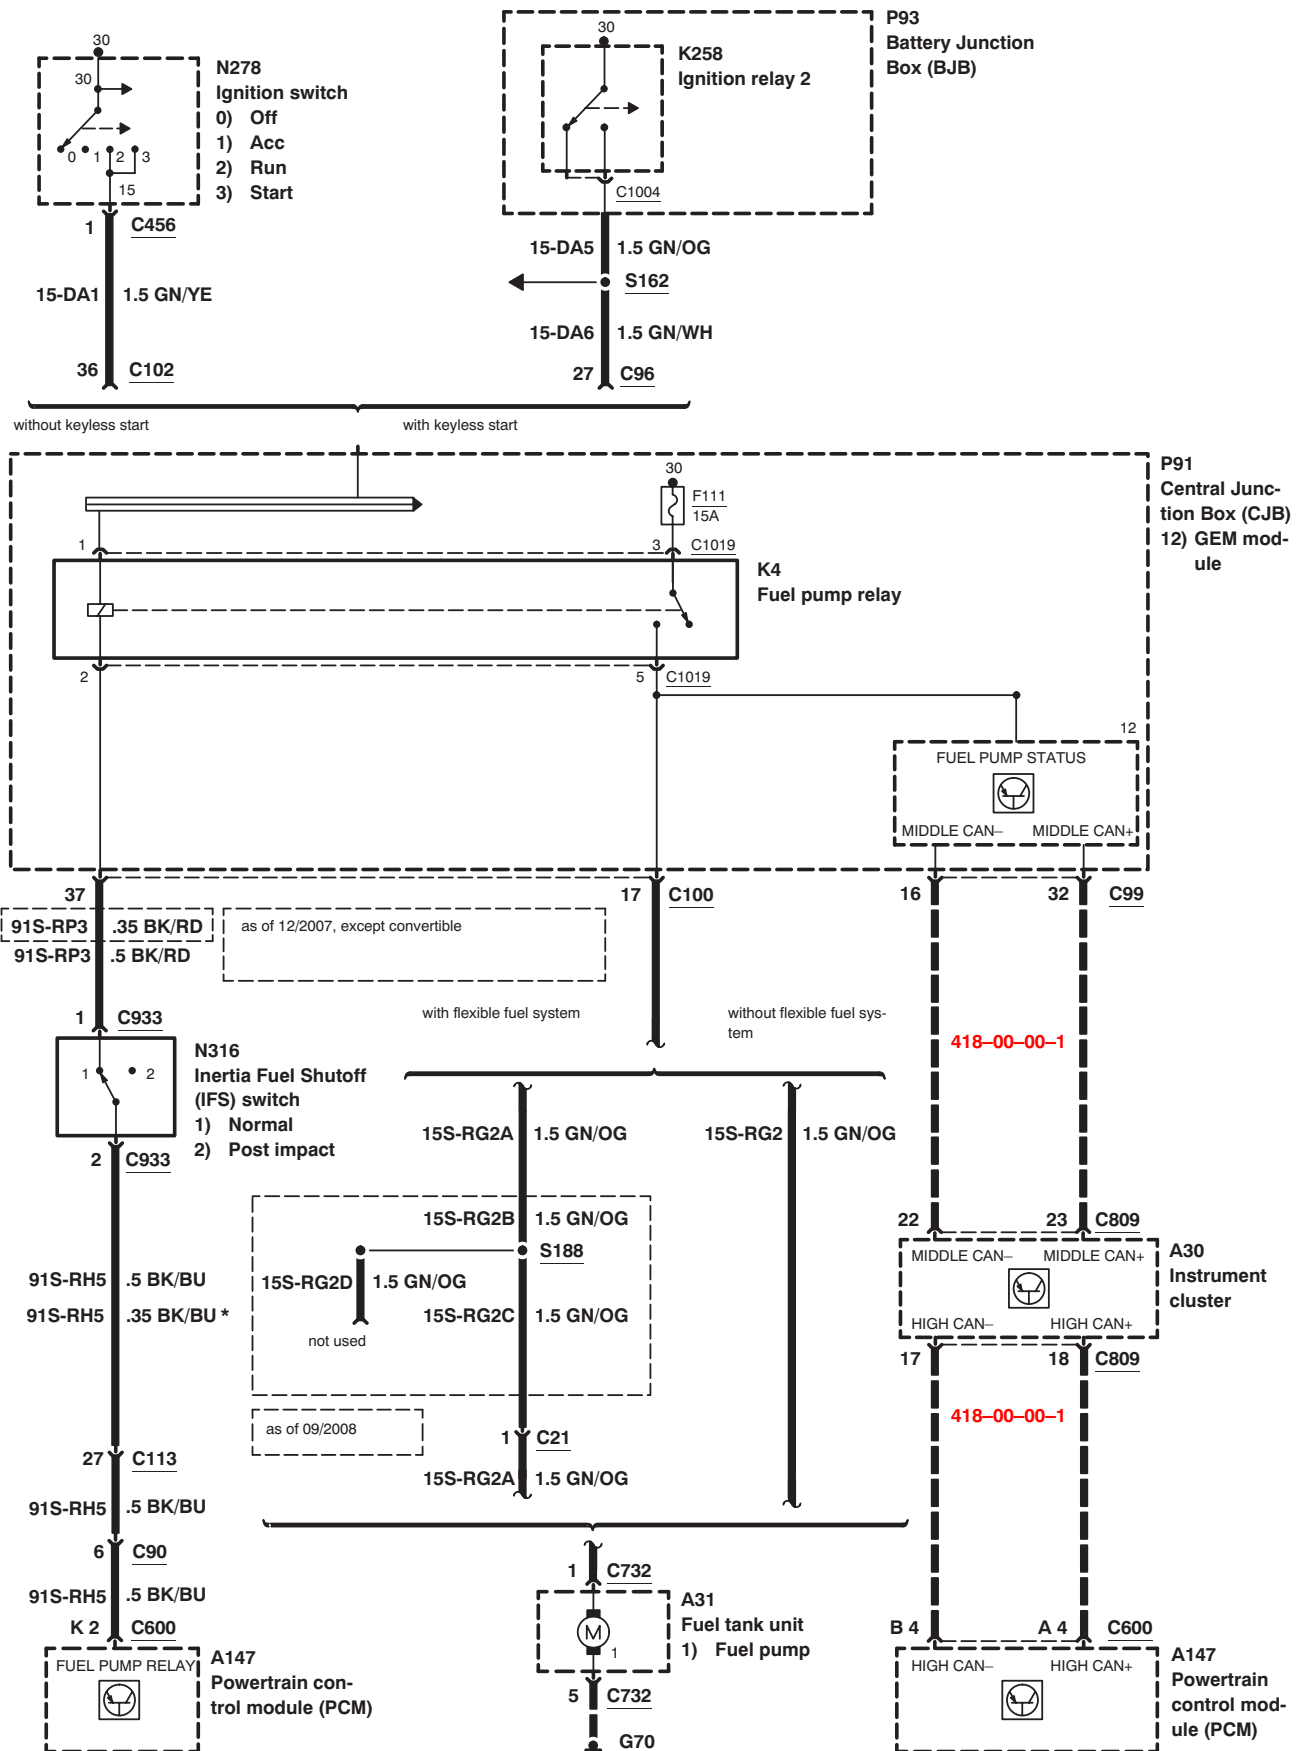 30
30
N278
Ignition switch
0) Off
1) Acc
2) Run
3) Start
0 1 2 3
15
1 C456
15-DA1 1.5 GN/YE
36 C102
30
K258
Ignition relay 2
P93
Battery Junction
Box (BJB)
C1004
15-DA5 1.5 GN/OG
S162
15-DA6 1.5 GN/WH
27 C96
without keyless start
with keyless start
P91
Central Junc-
tion Box (CJB)
12) GEM mod-
ule
30
F111
15A
1
3 C1019
K4
Fuel pump relay
2
5 C1019
12
FUEL PUMP STATUS
MIDDLE CAN– MIDDLE CAN+
37
17 C100
16 32 C99
91S-RP3 .35 BK/RD
91S-RP3 .5 BK/RD
as of 12/2007, except convertible
1 C933
N316
Inertia Fuel Shutoff
(IFS) switch
1) Normal
2) Post impact
1 2
2 C933
with flexible fuel system
without flexible fuel sys-
tem
418–00–00–1
15S-RG2A 1.5 GN/OG
15S-RG2 1.5 GN/OG
15S-RG2B 1.5 GN/OG
S188
15S-RG2D 1.5 GN/OG
15S-RG2C 1.5 GN/OG
not used
as of 09/2008
1 C21
15S-RG2A 1.5 GN/OG
91S-RH5 .5 BK/BU
91S-RH5 .35 BK/BU *
27 C113
91S-RH5 .5 BK/BU
6 C90
91S-RH5 .5 BK/BU
K 2 C600
FUEL PUMP RELAY
A147
Powertrain con-
trol module (PCM)
22 23 C809
MIDDLE CAN– MIDDLE CAN+
A30
Instrument
cluster
HIGH CAN– HIGH CAN+
17 18 C809
418–00–00–1
1 C732
A31
Fuel tank unit
1) Fuel pump
M
1
5 C732
G70
B 4 A 4 C600
HIGH CAN– HIGH CAN+
A147
Powertrain
control mod-
ule (PCM)